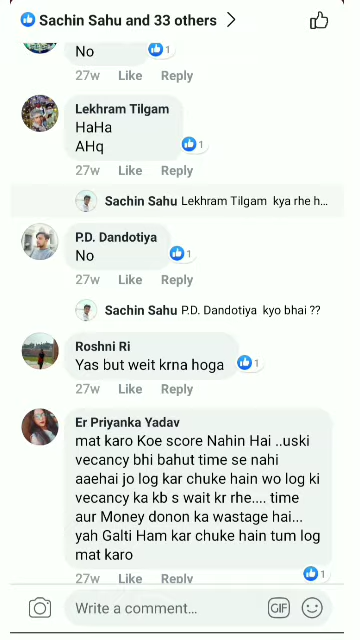 Sachin Sahu and 33 others >
No
1
27w Like Reply
Lekhram Tilgam
HaHa
AHq
1
27w Like Reply
Sachin Sahu Lekhram Tilgam kya rhe h...
P.D. Dandotiya
No
1
27w Like Reply
Sachin Sahu P.D. Dandotiya kyo bhai ??
Roshni Ri
Yas but weit krna hoga
1
27w Like Reply
Er Priyanka Yadav
mat karo Koe score Nahin Hai ..uski
vecancy bhi bahut time se nahi
aaehai jo log kar chuke hain wo log ki
vecancy ka kb s wait kr rhe.... time
aur Money donon ka wastage hai...
yah Galti Ham kar chuke hain tum log
mat karo
1
27w Like Reply
Write a comment...
GIF